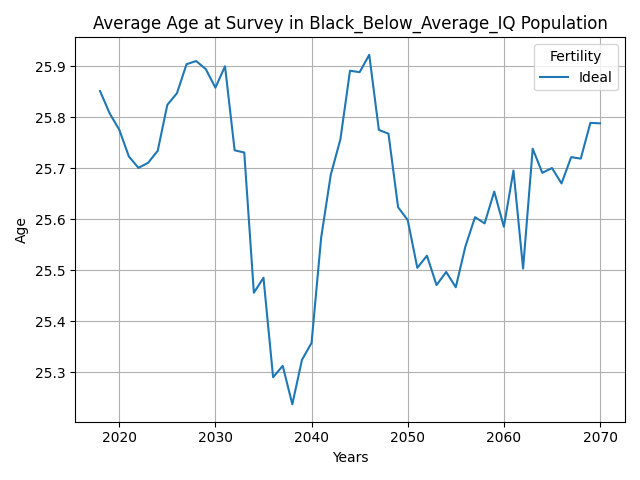 Average Age at Survey in Black_Below_Average_IQ Population
Fertility
Ideal
25.9
25.8
25.7
25.6
25.5
25.4
25.3
Age
2020 2030 2040 2050 2060 2070
Years